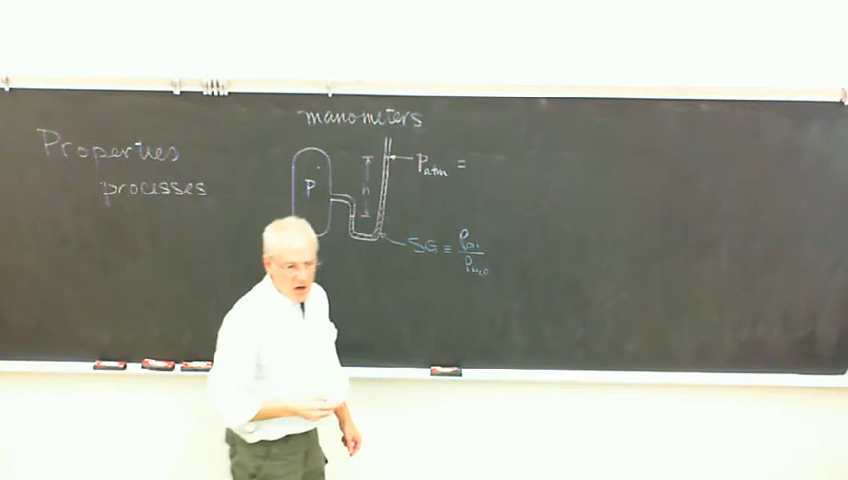 manometers
Properties
processes
P
h
Patm =
SG ≡ ρoil / ρH2O